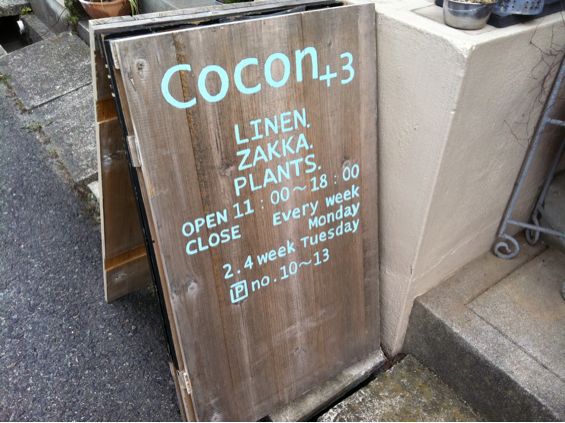 cocon+3
LINEN.
ZAKKA.
PLANTS.
OPEN 11:00～18:00
CLOSE Every week
Monday
2.4 week Tuesday
P no.10～13